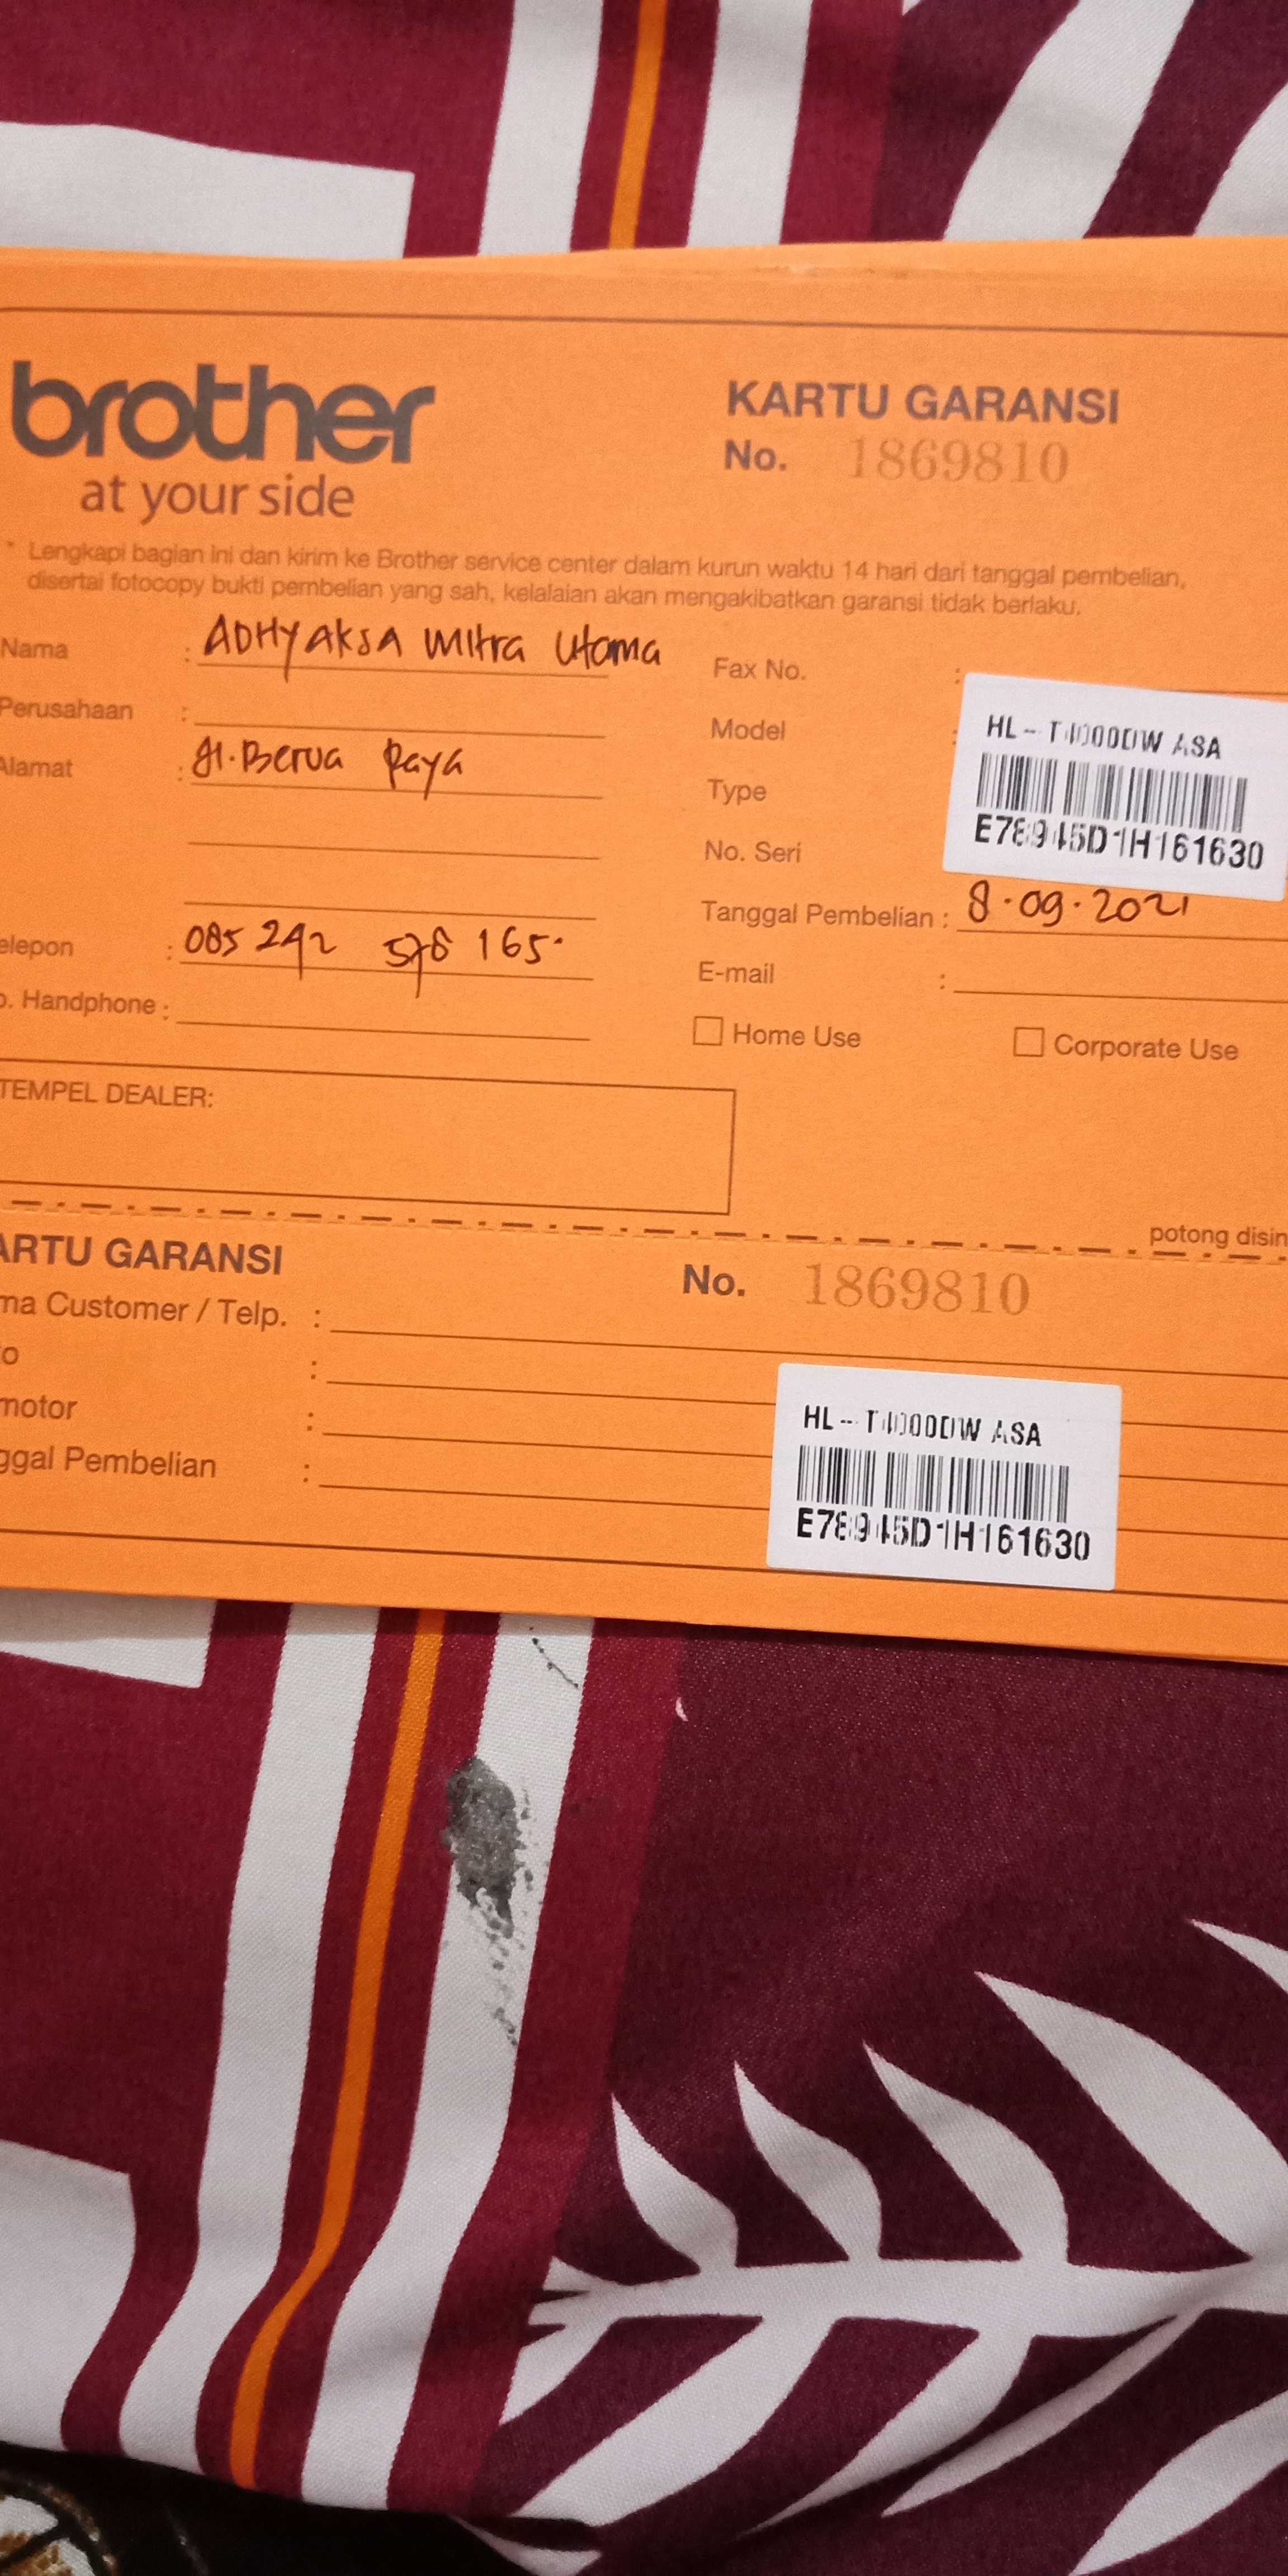 brother
at your side
KARTU GARANSI
No. 1869810
* Lengkapi bagian ini dan kirim ke Brother service center dalam kurun waktu 14 hari dari tanggal pembelian,
disertai fotocopy bukti pembelian yang sah, kelalaian akan mengakibatkan garansi tidak berlaku.
Nama : ADHYAKSA Mitra Utama
Perusahaan :
Alamat : Jl. Berua Raya
elepon : 085 242 578 165.
o. Handphone :
Fax No. :
Model :
Type
No. Seri
HL-T4000DW ASA
E78945D1H161630
Tanggal Pembelian : 8.09.2021
E-mail :
Home Use
Corporate Use
TEMPEL DEALER:
potong disin
ARTU GARANSI
No. 1869810
ma Customer / Telp. :
o :
motor :
ggal Pembelian :
HL-T4000DW ASA
E78945D1H161630